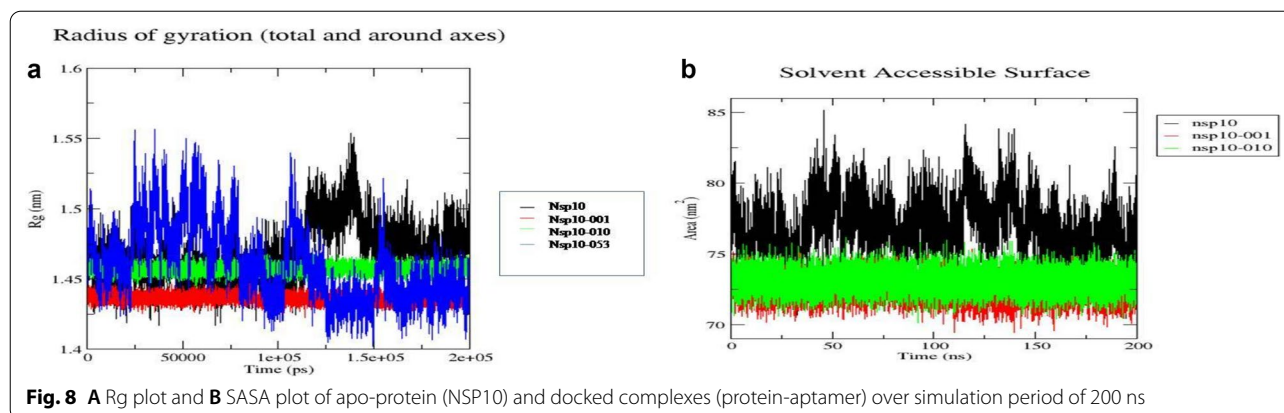 Radius of gyration (total and around axes)
a
1.6
1.55
1.5
1.45
1.4
Rg (nm)
0
50000
1e+05
1.5e+05
2e+05
Time (ps)
Nsp10
Nsp10-001
Nsp10-010
Nsp10-053
b
Solvent Accessible Surface
85
80
75
70
Area (nm²)
0
50
100
150
200
Time (ns)
nsp10
nsp10-001
nsp10-010
Fig. 8 A Rg plot and B SASA plot of apo-protein (NSP10) and docked complexes (protein-aptamer) over simulation period of 200 ns